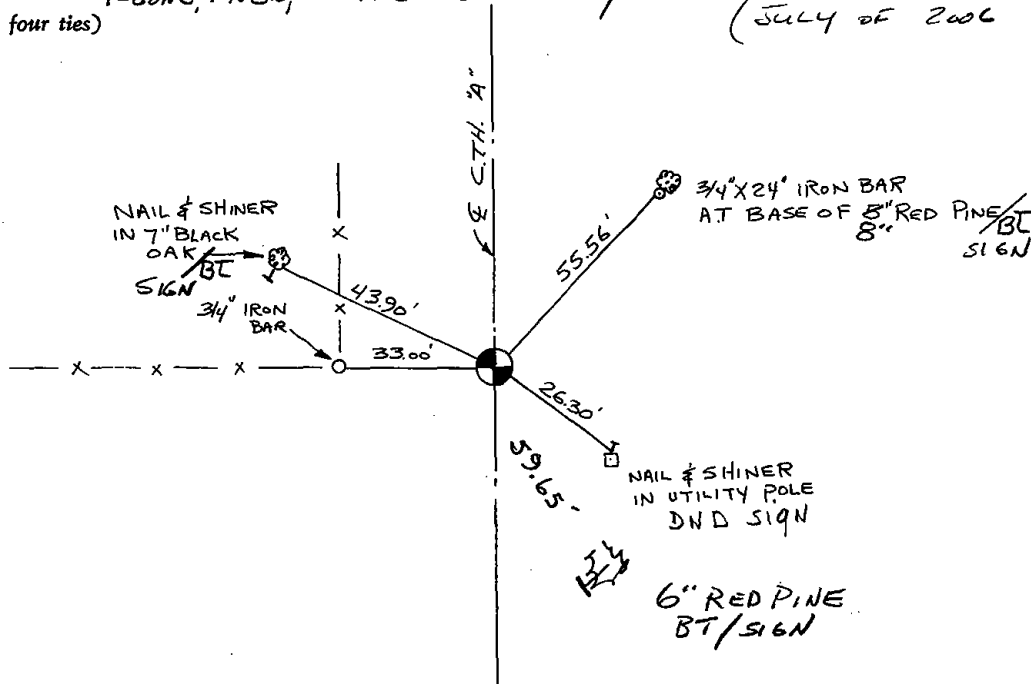 four ties)
(JULY OF 2006
℄ C.T.H. "A"
NAIL & SHINER
IN 7" BLACK
OAK
BT
SIGN
3/4" IRON
BAR
43.90'
33.00'
55.56'
3/4"X24" IRON BAR
AT BASE OF 8" RED PINE/BT
8"
SIGN
26.30'
59.65'
NAIL & SHINER
IN UTILITY POLE
DND SIGN
6" RED PINE
BT/SIGN